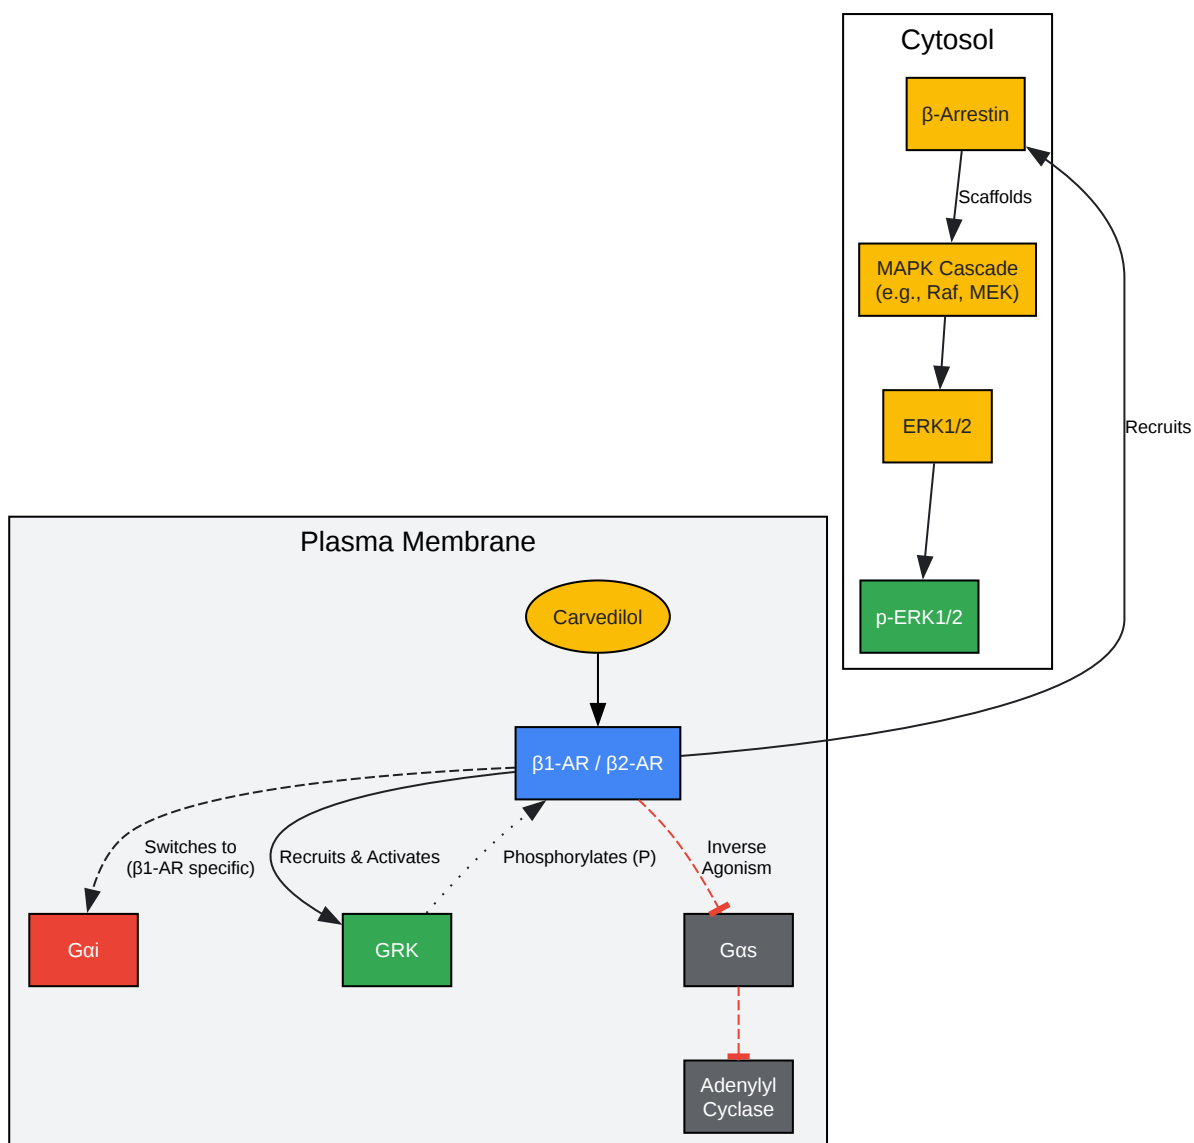 Cytosol
β-Arrestin
Scaffolds
MAPK Cascade
(e.g., Raf, MEK)
ERK1/2
Recruits
p-ERK1/2
Plasma Membrane
Carvedilol
β1-AR / β2-AR
Switches to
(β1-AR specific)
Recruits & Activates
Phosphorylates (P)
Inverse
Agonism
Gαi
GRK
Gαs
Adenylyl
Cyclase